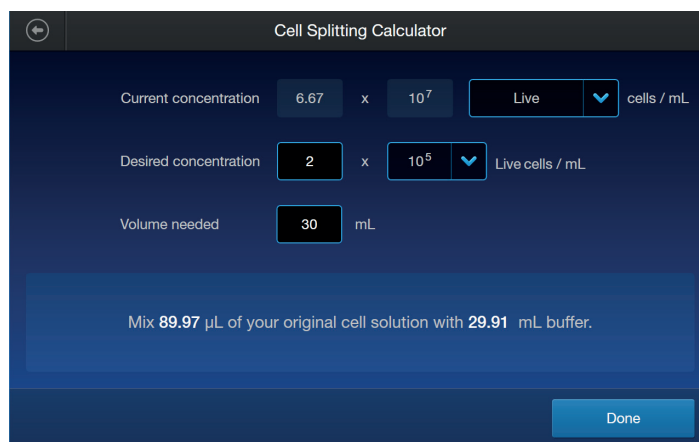 Cell Splitting Calculator
Current concentration 6.67 x 10⁷ Live cells / mL
Desired concentration 2 x 10⁵ Live cells / mL
Volume needed 30 mL
Mix 89.97 µL of your original cell solution with 29.91 mL buffer.
Done